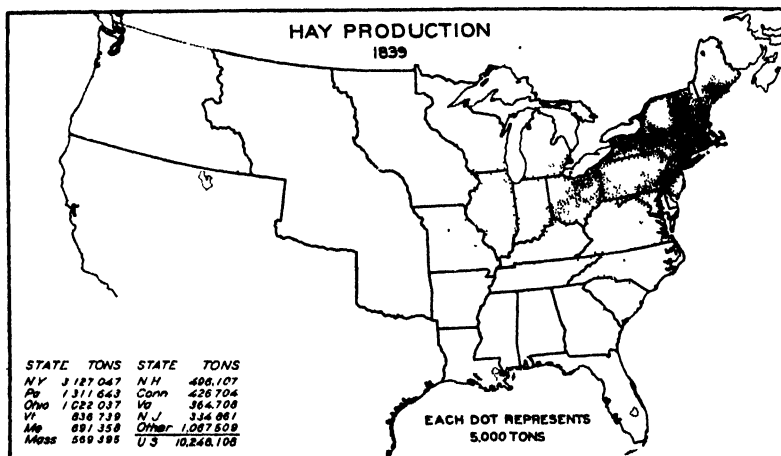 HAY PRODUCTION
1839
STATE TONS STATE TONS
NY 3 127 047 N H 496,107
Pa 1 311 643 Conn 426 704
Ohio 1 022 037 Va 364,708
Vt 836 739 N J 334 861
Me 691 358 Other 1,067 509
Mass 569 395 U S 10,248,108
EACH DOT REPRESENTS
5,000 TONS